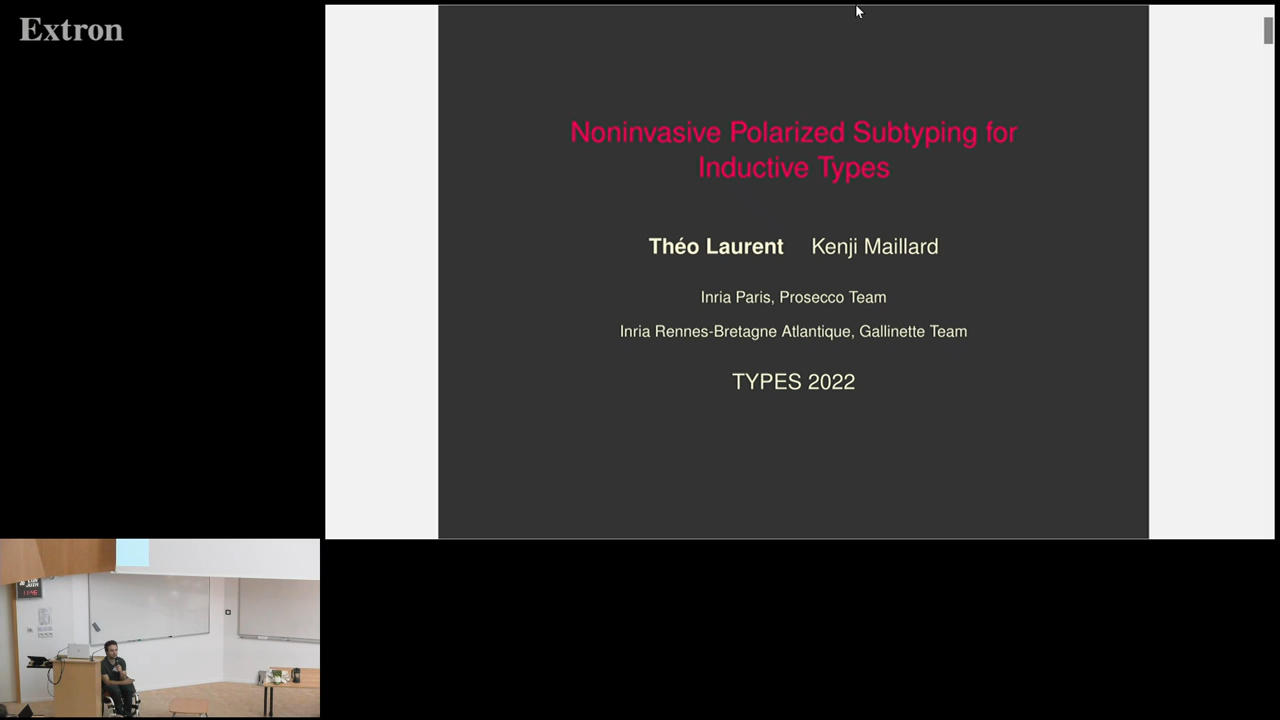 Extron
Noninvasive Polarized Subtyping for
Inductive Types
Théo Laurent Kenji Maillard
Inria Paris, Prosecco Team
Inria Rennes-Bretagne Atlantique, Gallinette Team
TYPES 2022